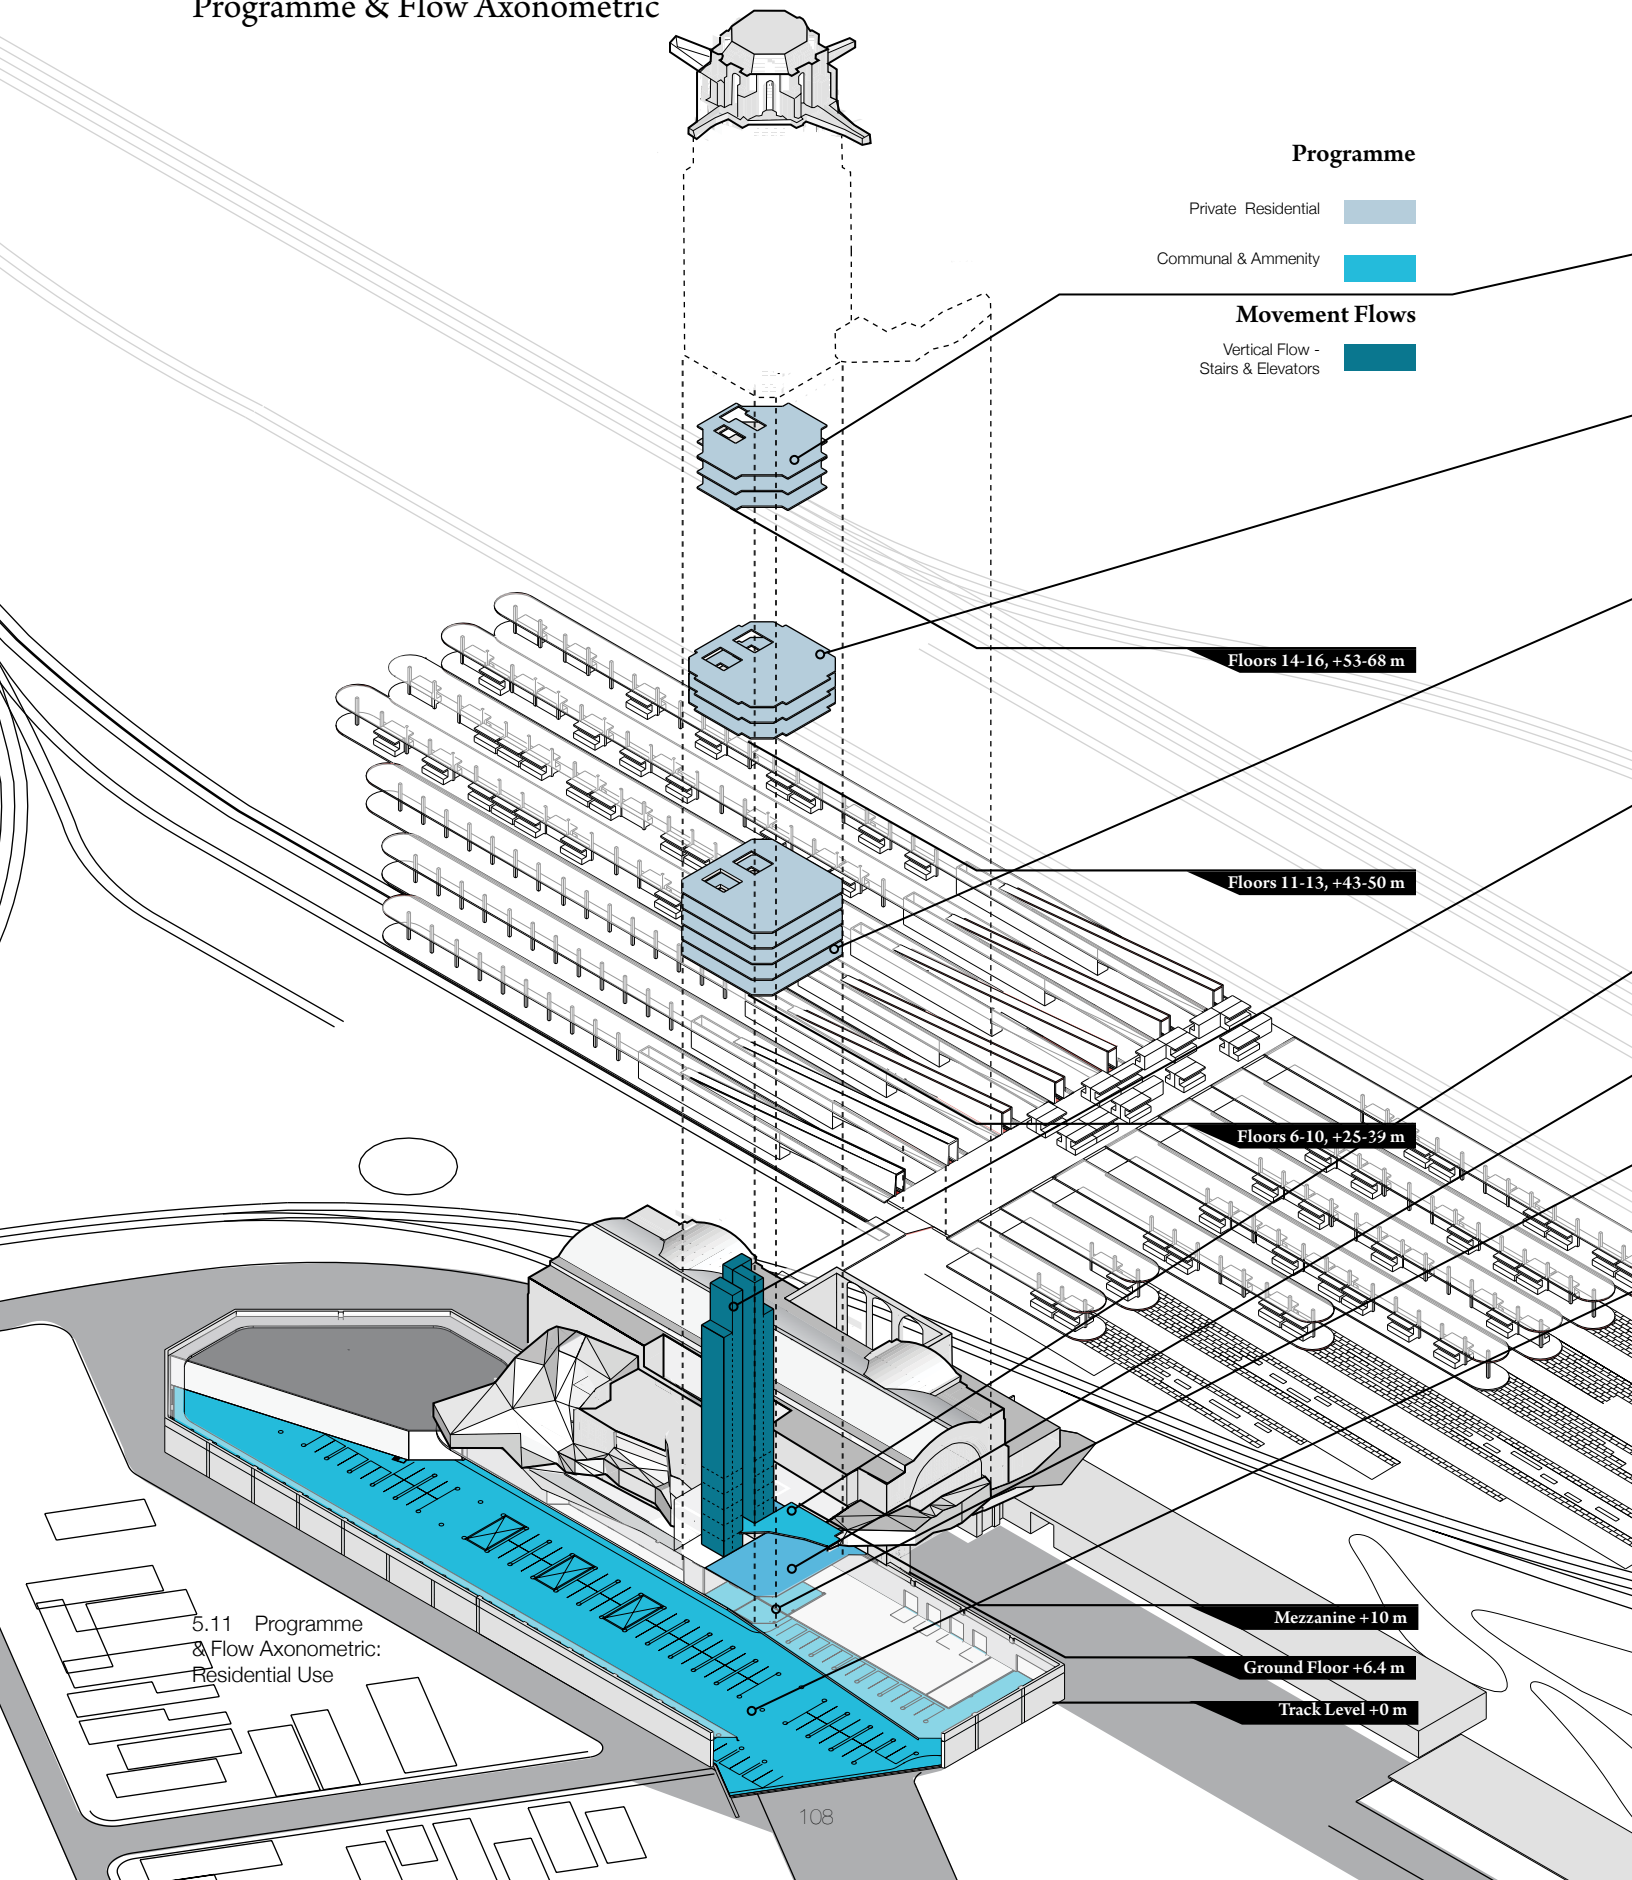 Programme & Flow Axonometric
Programme
Private Residential
Communal & Ammenity
Movement Flows
Vertical Flow -
Stairs & Elevators
Floors 14-16, +53-68 m
Floors 11-13, +43-50 m
Floors 6-10, +25-39 m
Mezzanine +10 m
Ground Floor +6.4 m
Track Level +0 m
5.11 Programme
& Flow Axonometric:
Residential Use
108